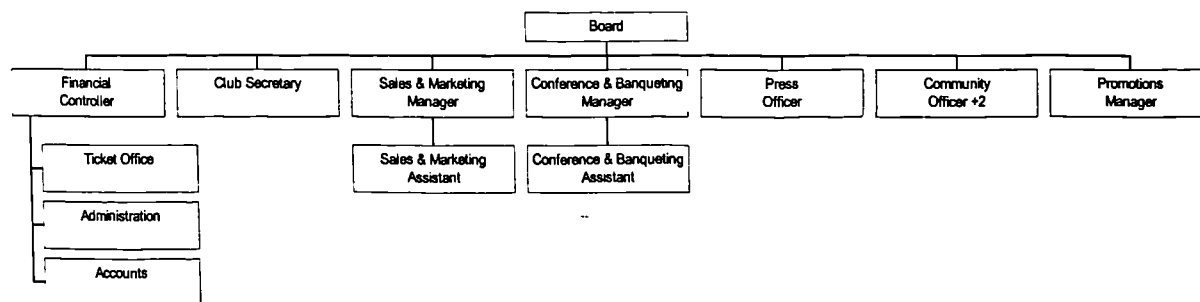 Board
Financial
Controller
Club Secretary
Sales & Marketing
Manager
Conference & Banqueting
Manager
Press
Officer
Community
Officer +2
Promotions
Manager
Ticket Office
Sales & Marketing
Assistant
Conference & Banqueting
Assistant
Administration
Accounts